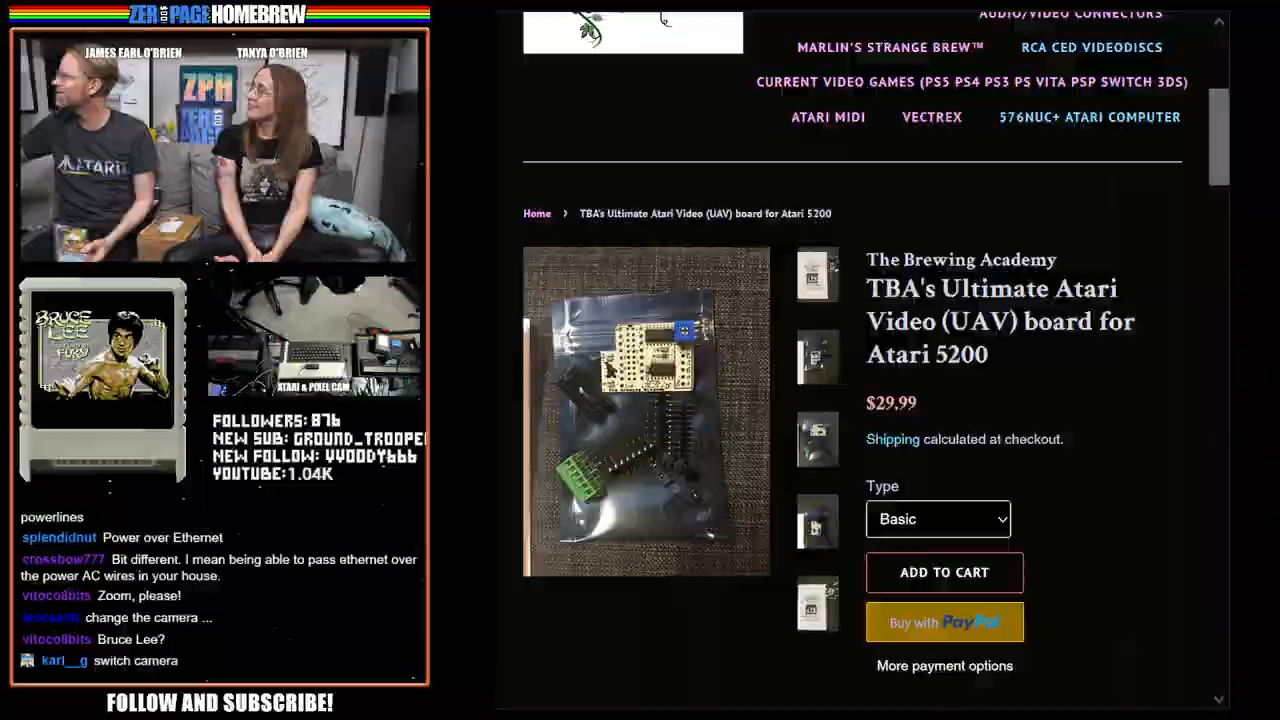 ZEROPAGE HOMEBREW
JAMES EARL O'BRIEN
TANYA O'BRIEN
ZPH
ATARI
BRUCE
LEE
FURY
ATARI & PIXEL CAM
FOLLOWERS: 876
NEW SUB: GROUND_TROOPER
NEW FOLLOW: VVOODY666
YOUTUBE:1.04K
powerlines
splendidnut Power over Ethernet
crossbow777 Bit different. I mean being able to pass ethernet over
the power AC wires in your house.
vitoco8bits Zoom, please!
change the camera ...
vitoco8bits Bruce Lee?
karl__g switch camera
FOLLOW AND SUBSCRIBE!
AUDIO/VIDEO CONNECTORS
MARLIN'S STRANGE BREW™ RCA CED VIDEODISCS
CURRENT VIDEO GAMES (PS5 PS4 PS3 PS VITA PSP SWITCH 3DS)
ATARI MIDI VECTREX 576NUC+ ATARI COMPUTER
Home › TBA's Ultimate Atari Video (UAV) board for Atari 5200
The Brewing Academy
TBA's Ultimate Atari
Video (UAV) board for
Atari 5200
$29.99
Shipping calculated at checkout.
Type
Basic
ADD TO CART
Buy with PayPal
More payment options